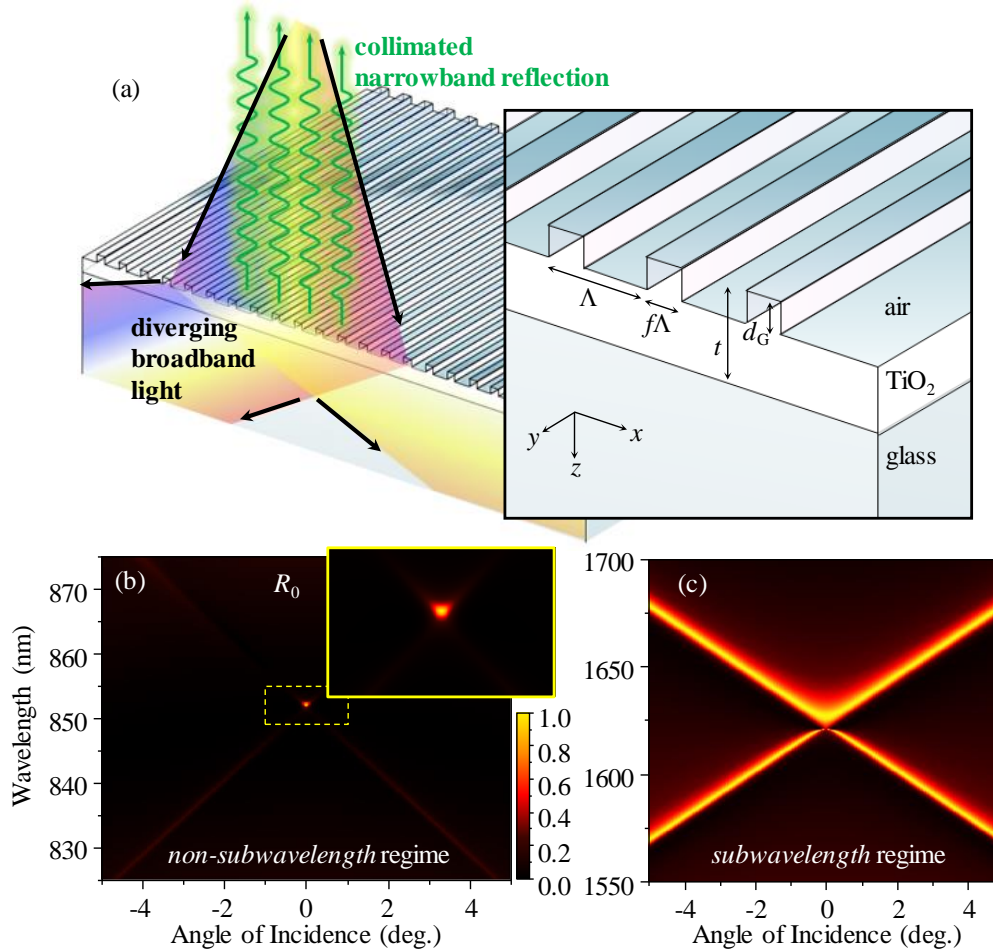 collimated
narrowband reflection
(a)
diverging
broadband
light
Λ
fΛ
t
d_G
air
TiO₂
glass
x
y
z
(b)
R₀
Wavelength (nm)
870
860
850
840
830
1.0
0.8
0.6
0.4
0.2
0.0
non-subwavelength regime
-4 -2 0 2 4
Angle of Incidence (deg.)
(c)
1700
1650
1600
1550
subwavelength regime
-4 -2 0 2 4
Angle of Incidence (deg.)